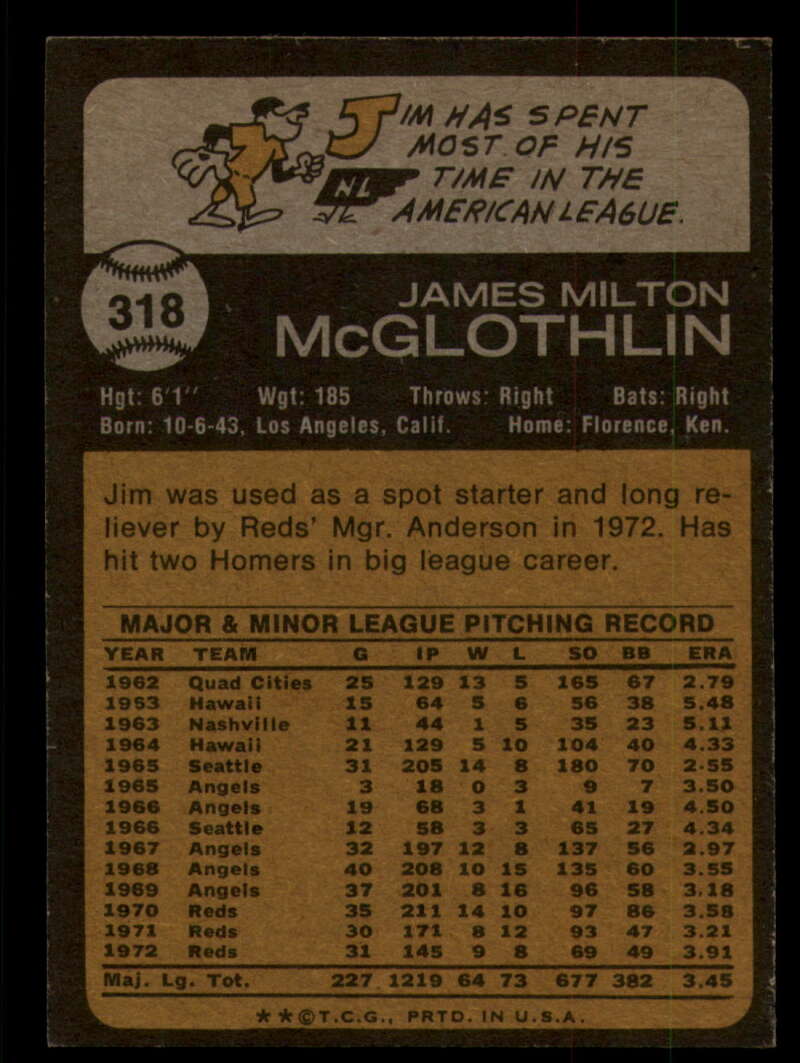 JIM HAS SPENT
MOST OF HIS
TIME IN THE
NL
AMERICAN LEAGUE.
318
JAMES MILTON
McGLOTHLIN
Hgt: 6'1" Wgt: 185 Throws: Right Bats: Right
Born: 10-6-43, Los Angeles, Calif. Home: Florence, Ken.
Jim was used as a spot starter and long re-
liever by Reds' Mgr. Anderson in 1972. Has
hit two Homers in big league career.
MAJOR & MINOR LEAGUE PITCHING RECORD
YEAR TEAM G IP W L SO BB ERA
1962 Quad Cities 25 129 13 5 165 67 2.79
1953 Hawaii 15 64 5 6 56 38 5.48
1963 Nashville 11 44 1 5 35 23 5.11
1964 Hawaii 21 129 5 10 104 40 4.33
1965 Seattle 31 205 14 8 180 70 2.55
1965 Angels 3 18 0 3 9 7 3.50
1966 Angels 19 68 3 1 41 19 4.50
1966 Seattle 12 58 3 3 65 27 4.34
1967 Angels 32 197 12 8 137 56 2.97
1968 Angels 40 208 10 15 135 60 3.55
1969 Angels 37 201 8 16 96 58 3.18
1970 Reds 35 211 14 10 97 86 3.58
1971 Reds 30 171 8 12 93 47 3.21
1972 Reds 31 145 9 8 69 49 3.91
Maj. Lg. Tot. 227 1219 64 73 677 382 3.45
**©T.C.G., PRTD. IN U.S.A.